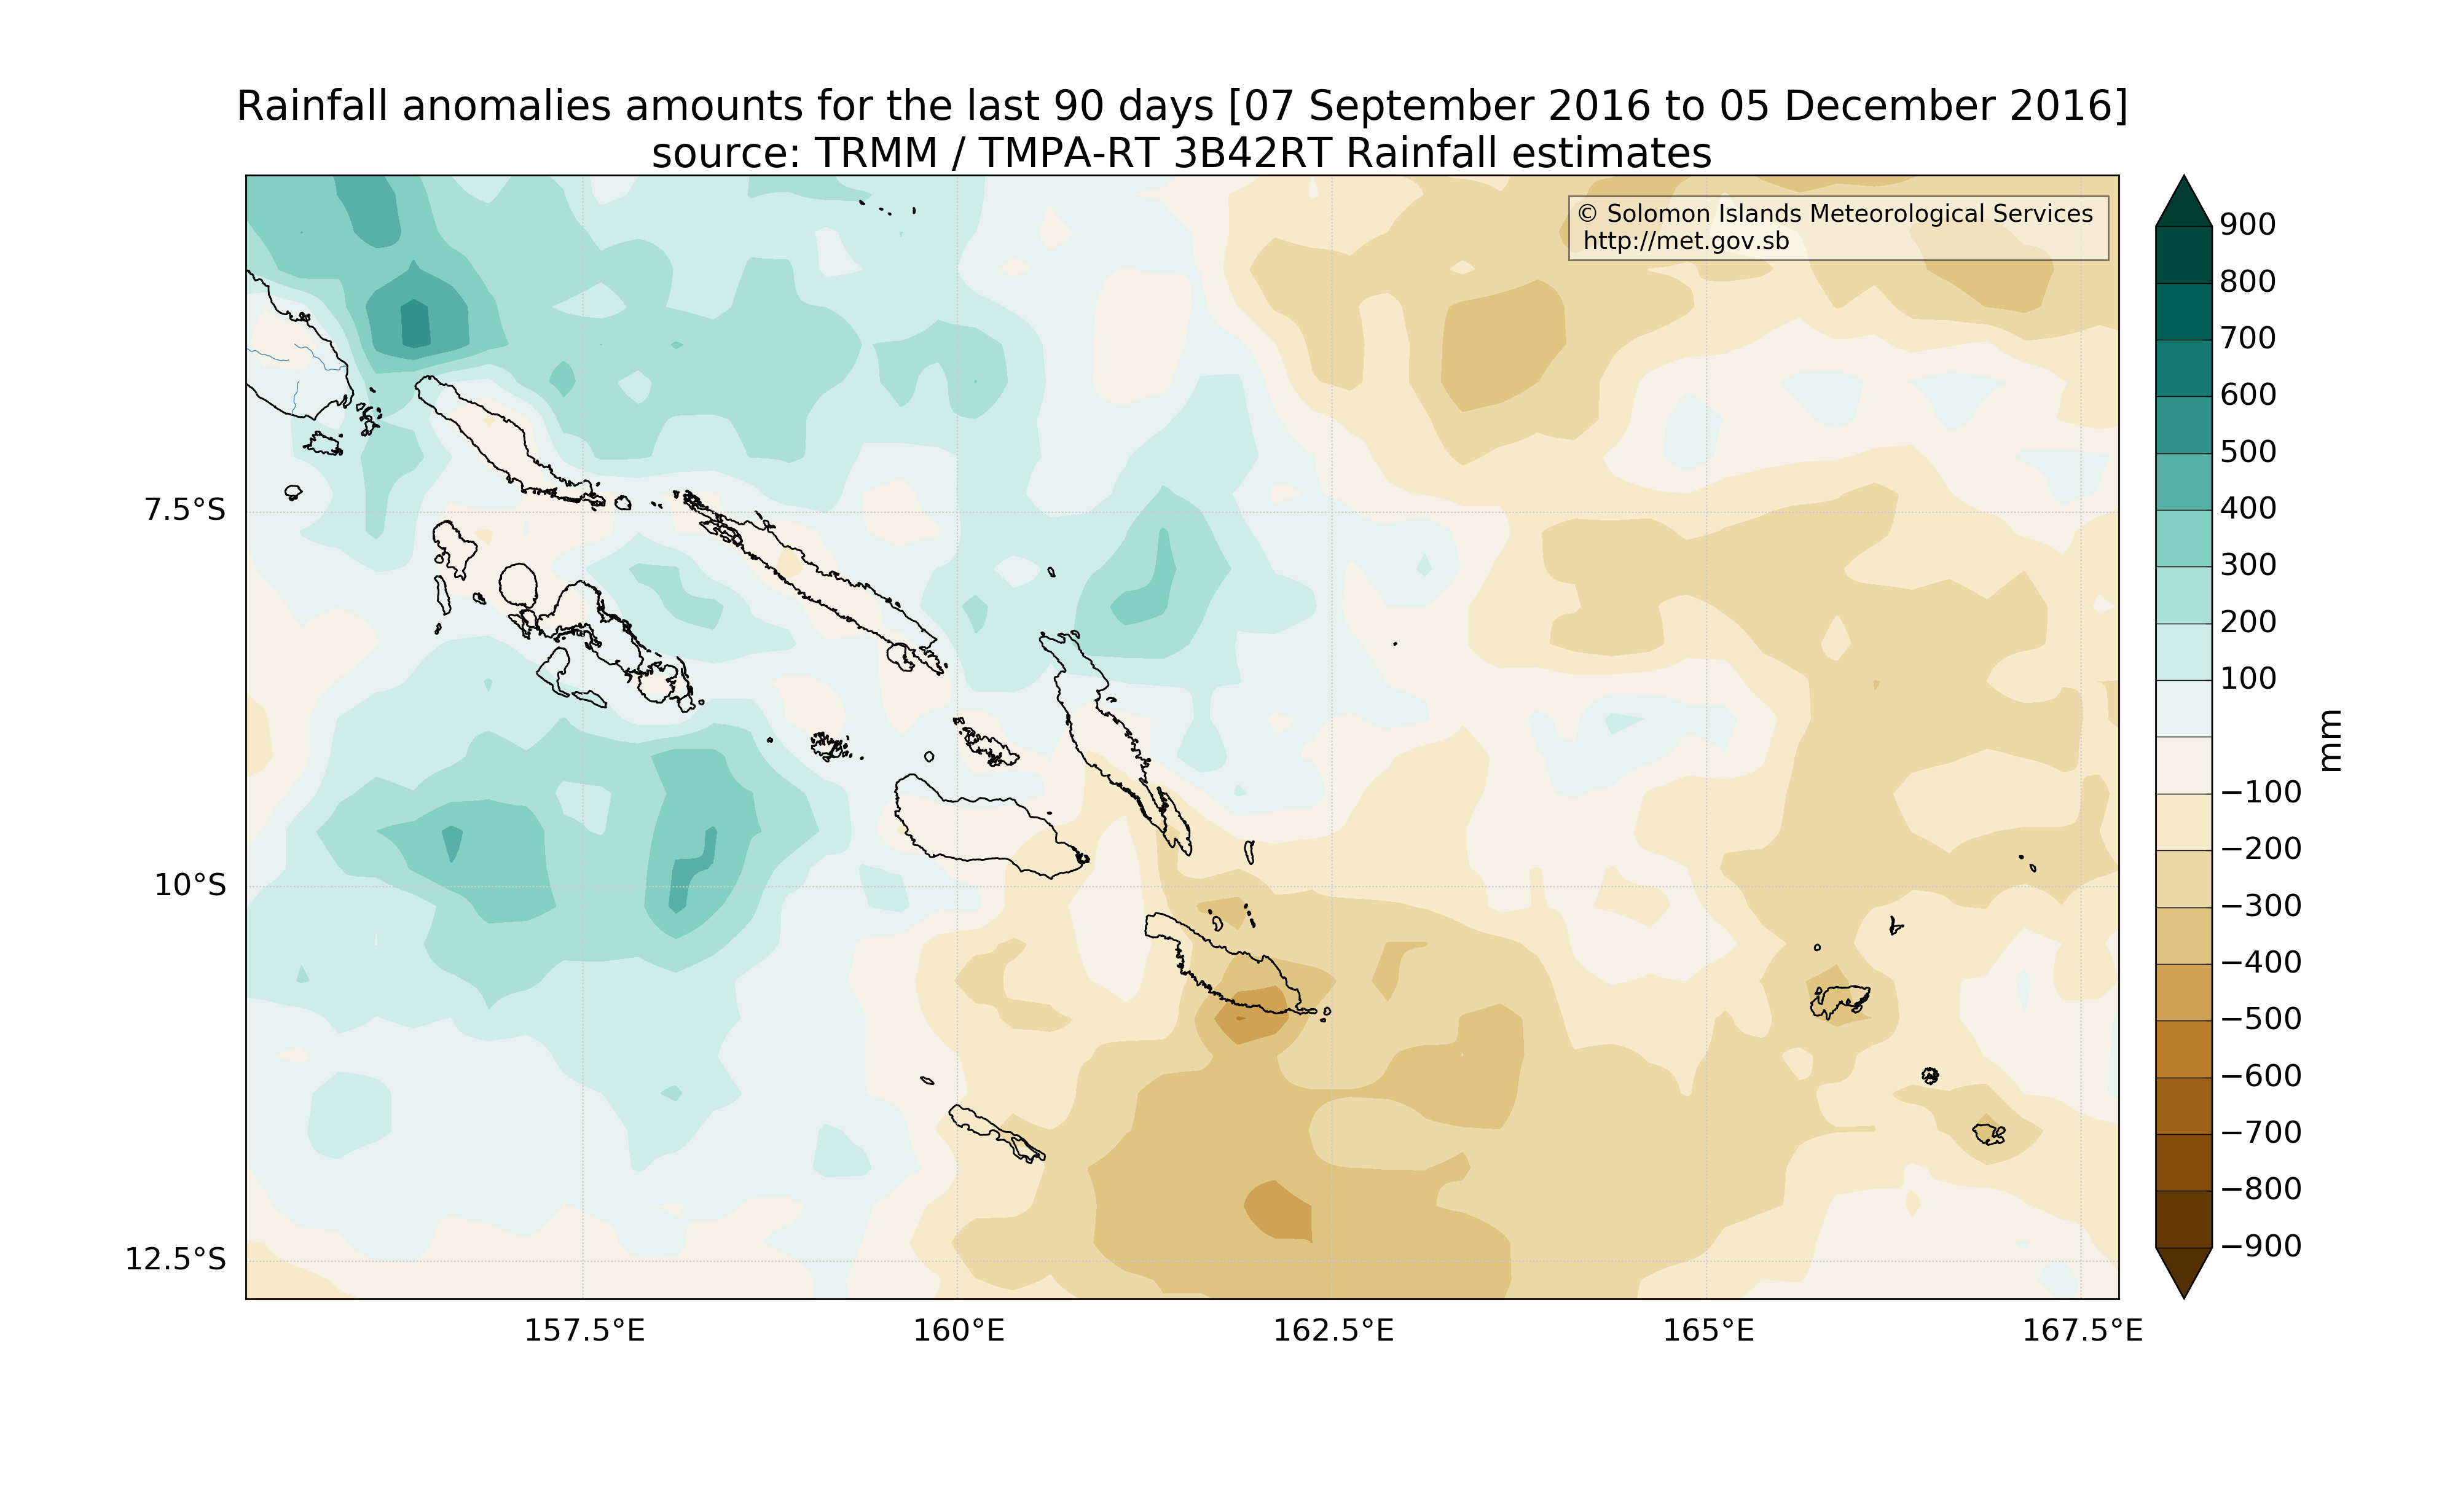 Rainfall anomalies amounts for the last 90 days [07 September 2016 to 05 December 2016]
source: TRMM / TMPA-RT 3B42RT Rainfall estimates
© Solomon Islands Meteorological Services
http://met.gov.sb
7.5°S
10°S
12.5°S
157.5°E
160°E
162.5°E
165°E
167.5°E
900
800
700
600
500
400
300
200
100
−100
−200
−300
−400
−500
−600
−700
−800
−900
mm